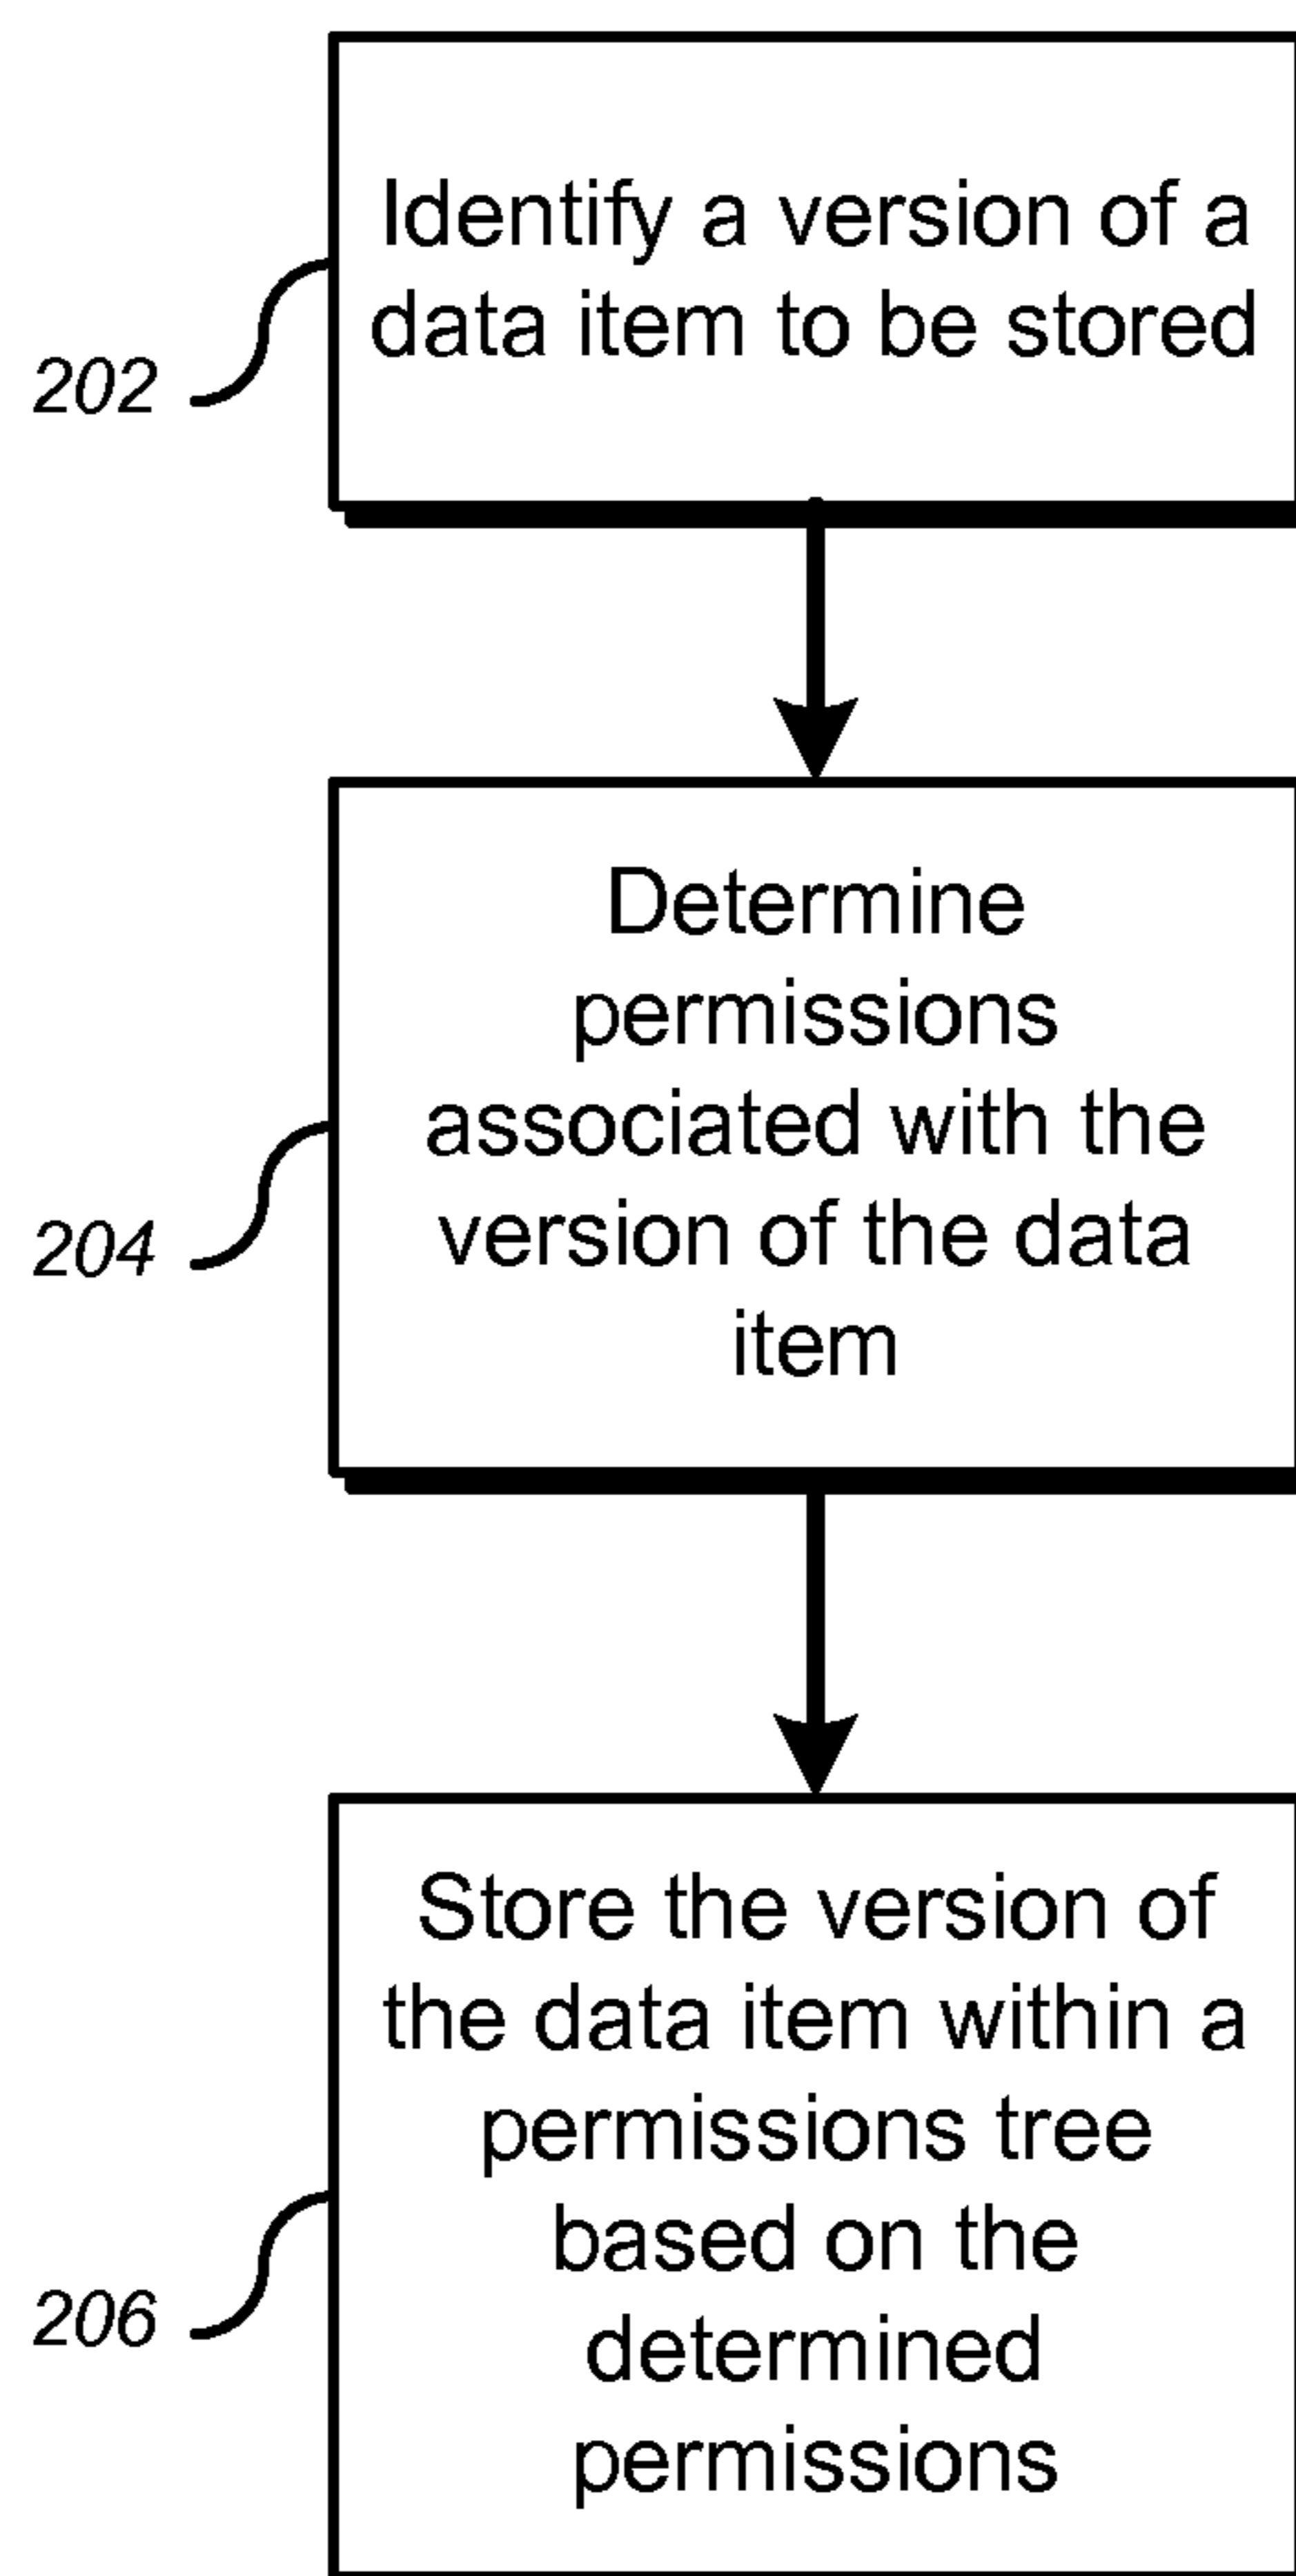 Identify a version of a
data item to be stored
202
Determine
permissions
associated with the
version of the data
item
204
Store the version of
the data item within a
permissions tree
based on the
determined
permissions
206